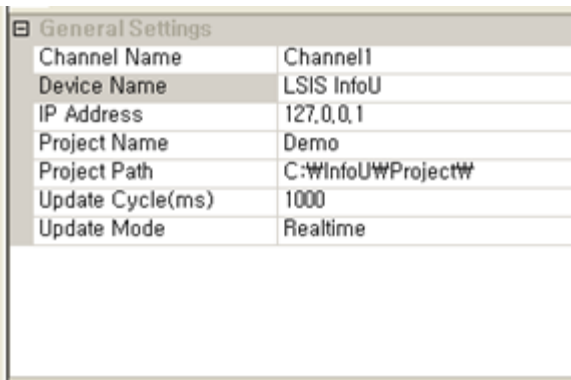 General Settings
Channel Name Channel1
Device Name LSIS InfoU
IP Address 127,0,0,1
Project Name Demo
Project Path C:₩InfoU₩Project₩
Update Cycle(ms) 1000
Update Mode Realtime